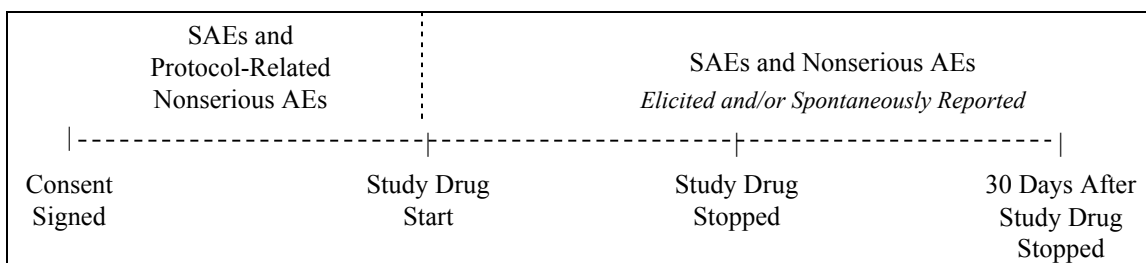 SAEs and
Protocol-Related
Nonserious AEs
SAEs and Nonserious AEs
Elicited and/or Spontaneously Reported
Consent
Signed
Study Drug
Start
Study Drug
Stopped
30 Days After
Study Drug
Stopped